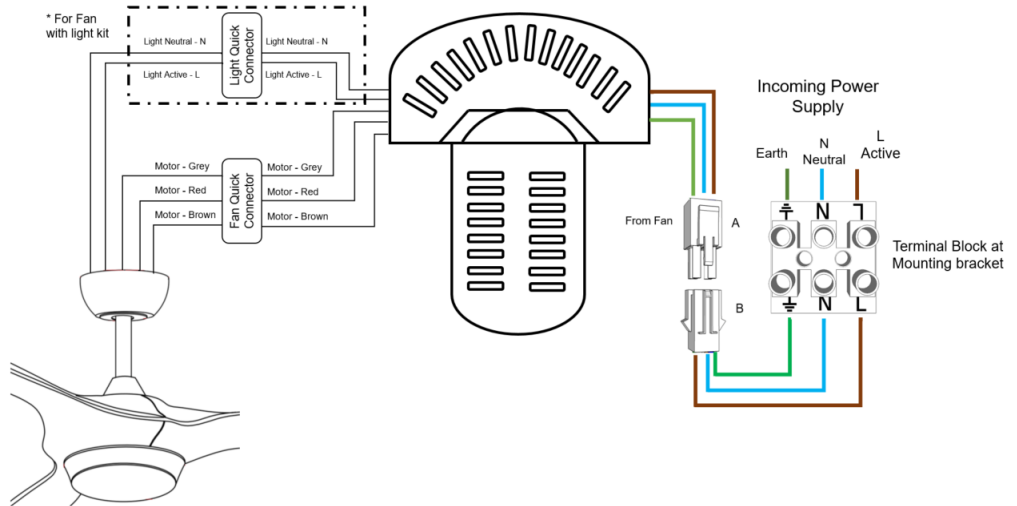 * For Fan
with light kit
Light Neutral - N
Light Quick
Connector
Light Neutral - N
Light Active - L
Light Active - L
Motor - Grey
Motor - Red
Motor - Brown
Fan Quick
Connector
Motor - Grey
Motor - Red
Motor - Brown
From Fan
A
B
Incoming Power
Supply
Earth
N
Neutral
L
Active
N
L
N
L
Terminal Block at
Mounting bracket